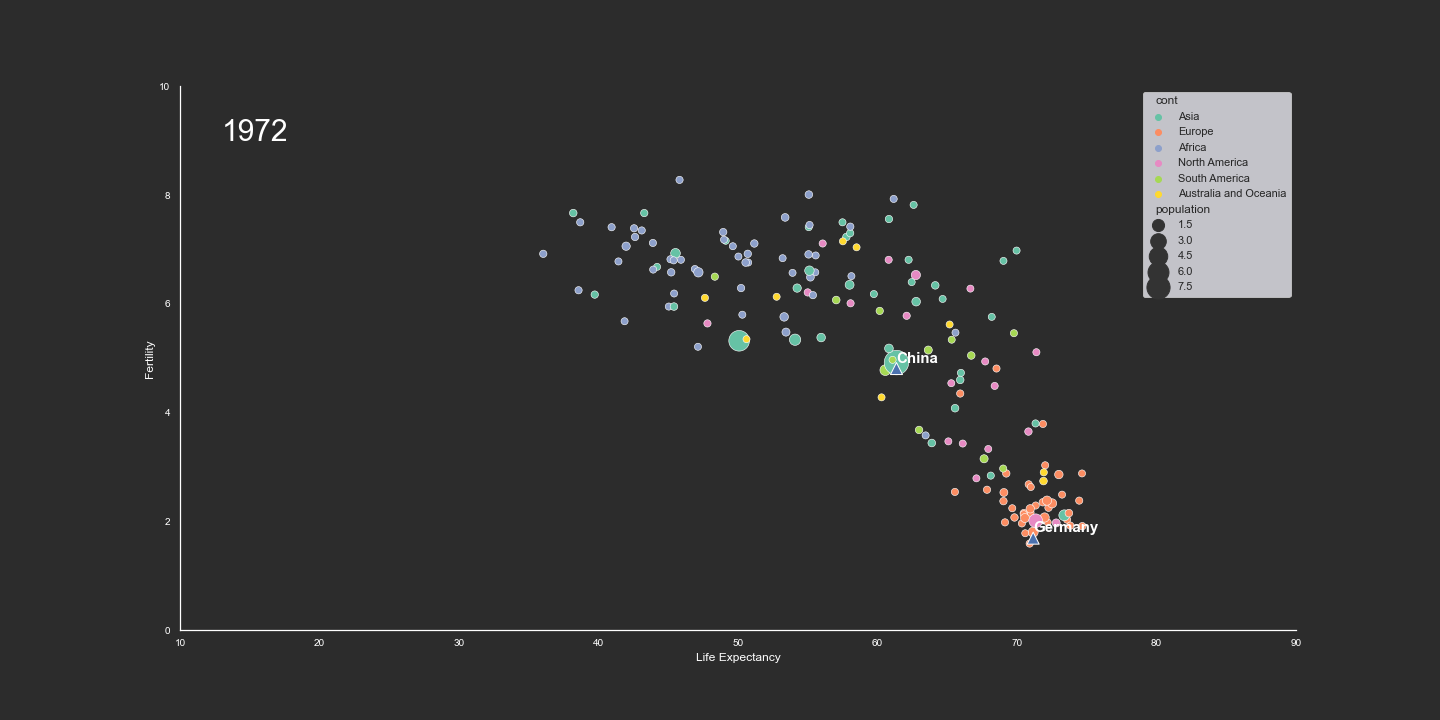 1972
cont
Asia
Europe
Africa
North America
South America
Australia and Oceania
population
1.5
3.0
4.5
6.0
7.5
10
8
6
4
2
0
Fertility
China
Germany
10 20 30 40 50 60 70 80 90
Life Expectancy